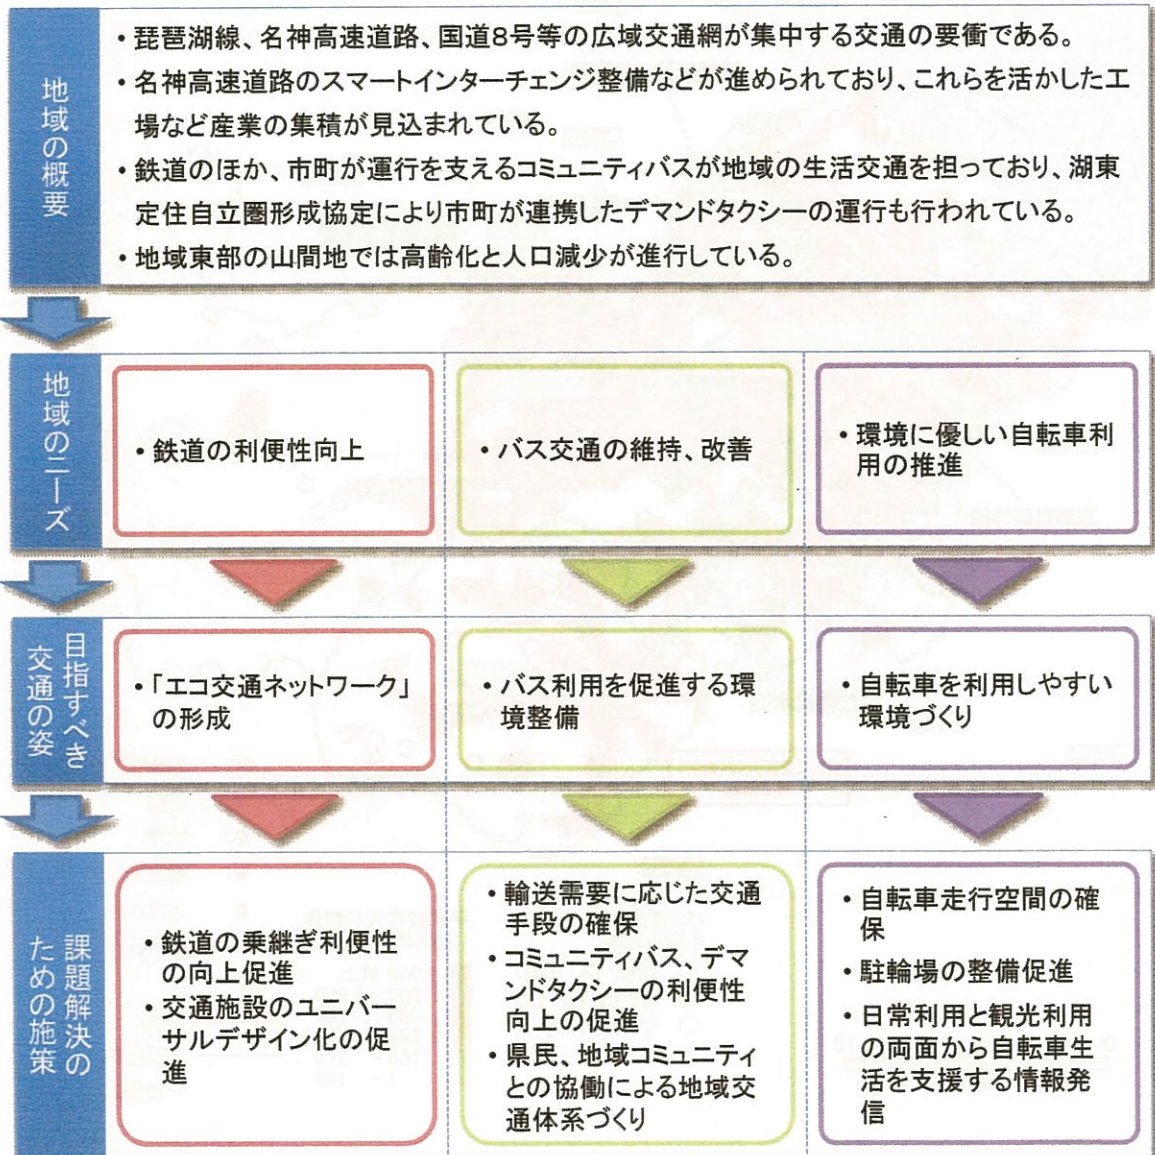 地域の概要
・琵琶湖線、名神高速道路、国道8号等の広域交通網が集中する交通の要衝である。
・名神高速道路のスマートインターチェンジ整備などが進められており、これらを活かした工
場など産業の集積が見込まれている。
・鉄道のほか、市町が運行を支えるコミュニティバスが地域の生活交通を担っており、湖東
定住自立圏形成協定により市町が連携したデマンドタクシーの運行も行われている。
・地域東部の山間地では高齢化と人口減少が進行している。
地域のニーズ
・鉄道の利便性向上
・バス交通の維持、改善
・環境に優しい自転車利
用の推進
目指すべき
交通の姿
・「エコ交通ネットワーク」
の形成
・バス利用を促進する環
境整備
・自転車を利用しやすい
環境づくり
課題解決の
ための施策
・鉄道の乗継ぎ利便性
の向上促進
・交通施設のユニバー
サルデザイン化の促
進
・輸送需要に応じた交通
手段の確保
・コミュニティバス、デマ
ンドタクシーの利便性
向上の促進
・県民、地域コミュニティ
との協働による地域交
通体系づくり
・自転車走行空間の確
保
・駐輪場の整備促進
・日常利用と観光利用
の両面から自転車生
活を支援する情報発
信